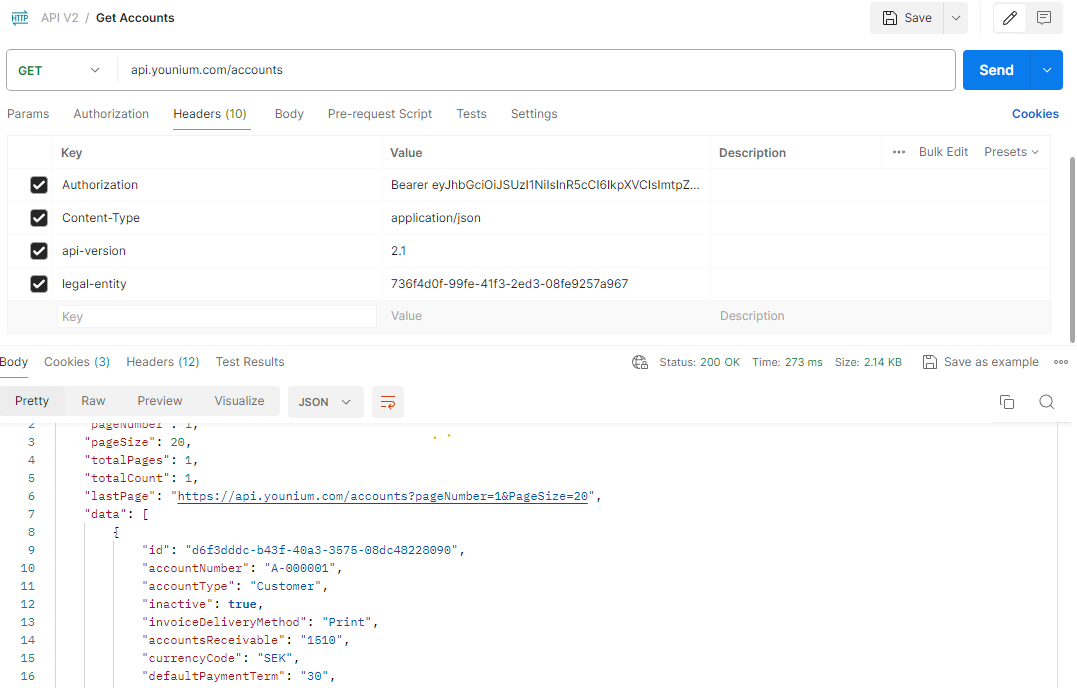 HTTP API V2 / Get Accounts Save
GET api.younium.com/accounts Send
Params Authorization Headers (10) Body Pre-request Script Tests Settings Cookies
Key Value Description Bulk Edit Presets
Authorization Bearer eyJhbGciOiJSUzI1NiIsInR5cCI6IkpXVCIsImtpZ...
Content-Type application/json
api-version 2.1
legal-entity 736f4d0f-99fe-41f3-2ed3-08fe9257a967
Key Value Description
Body Cookies (3) Headers (12) Test Results Status: 200 OK Time: 273 ms Size: 2.14 KB Save as example
Pretty Raw Preview Visualize JSON
2 "pageNumber": 1,
3 "pageSize": 20,
4 "totalPages": 1,
5 "totalCount": 1,
6 "lastPage": "https://api.younium.com/accounts?pageNumber=1&PageSize=20",
7 "data": [
8 {
9 "id": "d6f3dddc-b43f-40a3-3575-08dc48228090",
10 "accountNumber": "A-000001",
11 "accountType": "Customer",
12 "inactive": true,
13 "invoiceDeliveryMethod": "Print",
14 "accountsReceivable": "1510",
15 "currencyCode": "SEK",
16 "defaultPaymentTerm": "30",